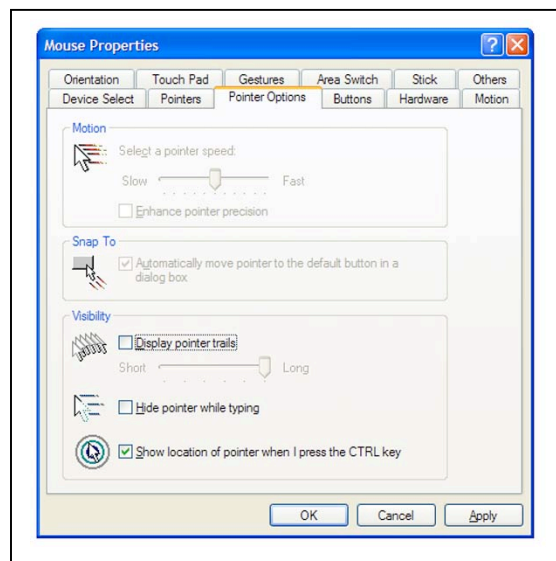 Mouse Properties
Orientation Touch Pad Gestures Area Switch Stick Others
Device Select Pointers Pointer Options Buttons Hardware Motion
Motion
Select a pointer speed:
Slow Fast
Enhance pointer precision
Snap To
Automatically move pointer to the default button in a
dialog box
Visibility
Display pointer trails
Short Long
Hide pointer while typing
Show location of pointer when I press the CTRL key
OK Cancel Apply